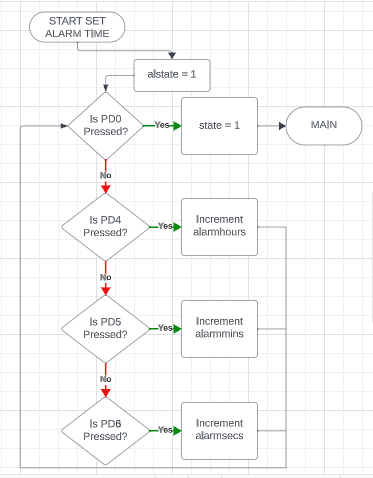 START SET
ALARM TIME
alstate = 1
Is PD0
Pressed?
Yes
state = 1
MAIN
No
Is PD4
Pressed?
Yes
Increment
alarmhours
No
Is PD5
Pressed?
Yes
Increment
alarmmins
No
Is PD6
Pressed?
Yes
Increment
alarmsecs